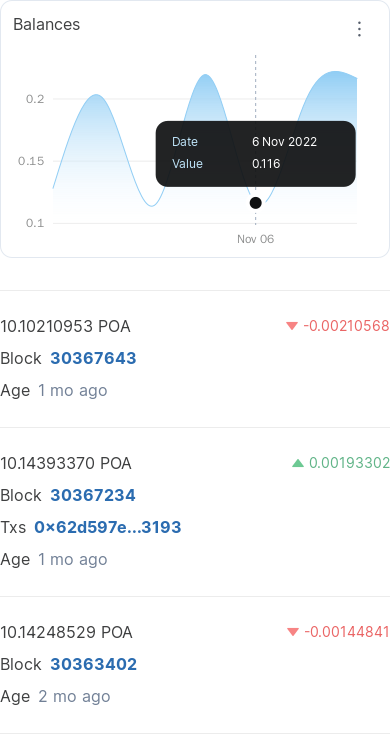 Balances
0.2
Date 6 Nov 2022
0.15
Value 0.116
0.1
Nov 06
10.10210953 POA -0.00210568
Block 30367643
Age 1 mo ago
10.14393370 POA 0.00193302
Block 30367234
Txs 0x62d597e...3193
Age 1 mo ago
10.14248529 POA -0.00144841
Block 30363402
Age 2 mo ago